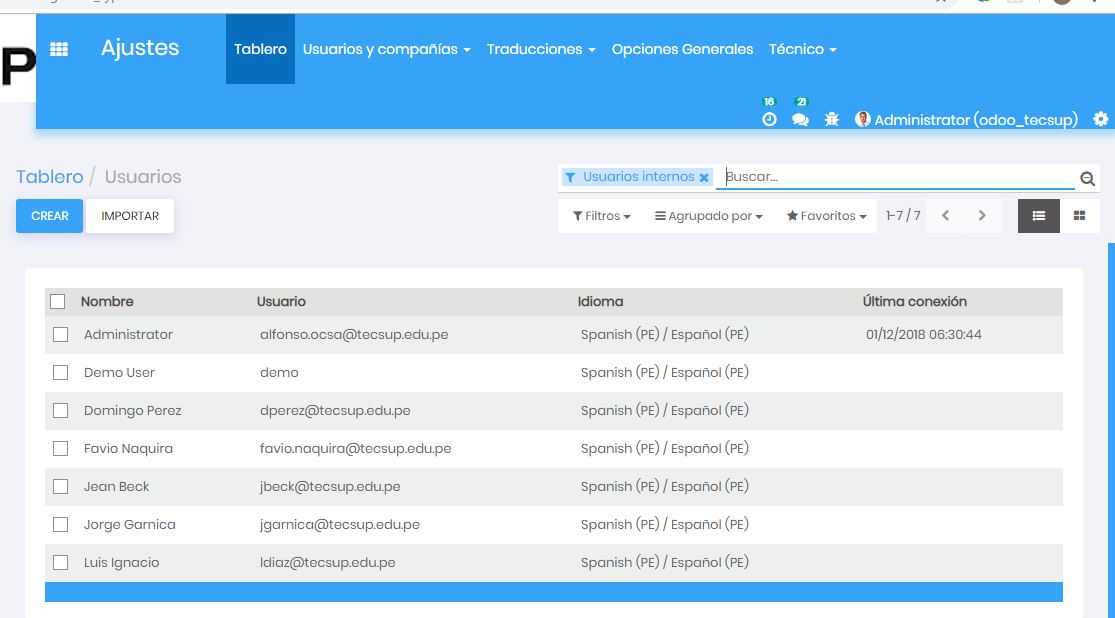 P
Ajustes
Tablero Usuarios y compañías Traducciones Opciones Generales Técnico
16 21
Administrator (odoo_tecsup)
Tablero / Usuarios
Usuarios internos Buscar...
CREAR IMPORTAR
Filtros Agrupado por Favoritos 1-7 / 7
Nombre Usuario Idioma Última conexión
Administrator alfonso.ocsa@tecsup.edu.pe Spanish (PE) / Español (PE) 01/12/2018 06:30:44
Demo User demo Spanish (PE) / Español (PE)
Domingo Perez dperez@tecsup.edu.pe Spanish (PE) / Español (PE)
Favio Naquira favio.naquira@tecsup.edu.pe Spanish (PE) / Español (PE)
Jean Beck jbeck@tecsup.edu.pe Spanish (PE) / Español (PE)
Jorge Garnica jgarnica@tecsup.edu.pe Spanish (PE) / Español (PE)
Luis Ignacio ldiaz@tecsup.edu.pe Spanish (PE) / Español (PE)